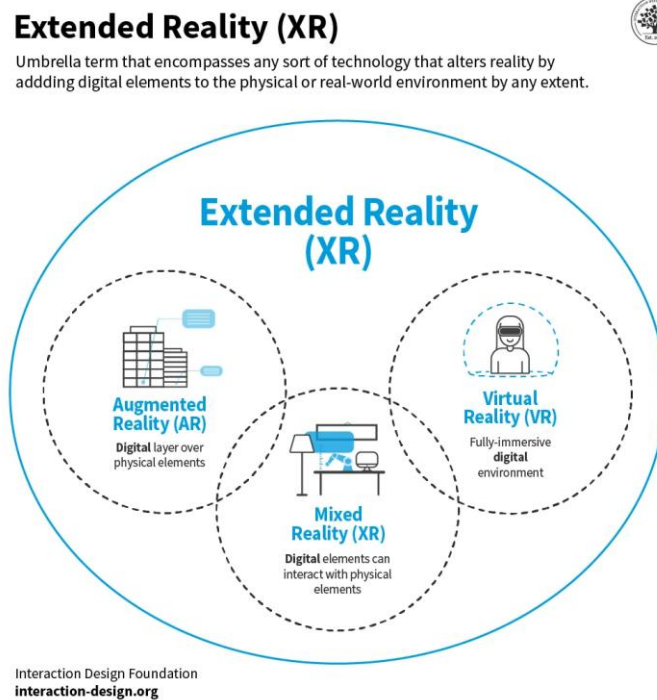 Extended Reality (XR)
Umbrella term that encompasses any sort of technology that alters reality by
addding digital elements to the physical or real-world environment by any extent.
Extended Reality
(XR)
Augmented
Reality (AR)
Digital layer over
physical elements
Virtual
Reality (VR)
Fully-immersive
digital
environment
Mixed
Reality (XR)
Digital elements can
interact with physical
elements
Interaction Design Foundation
interaction-design.org